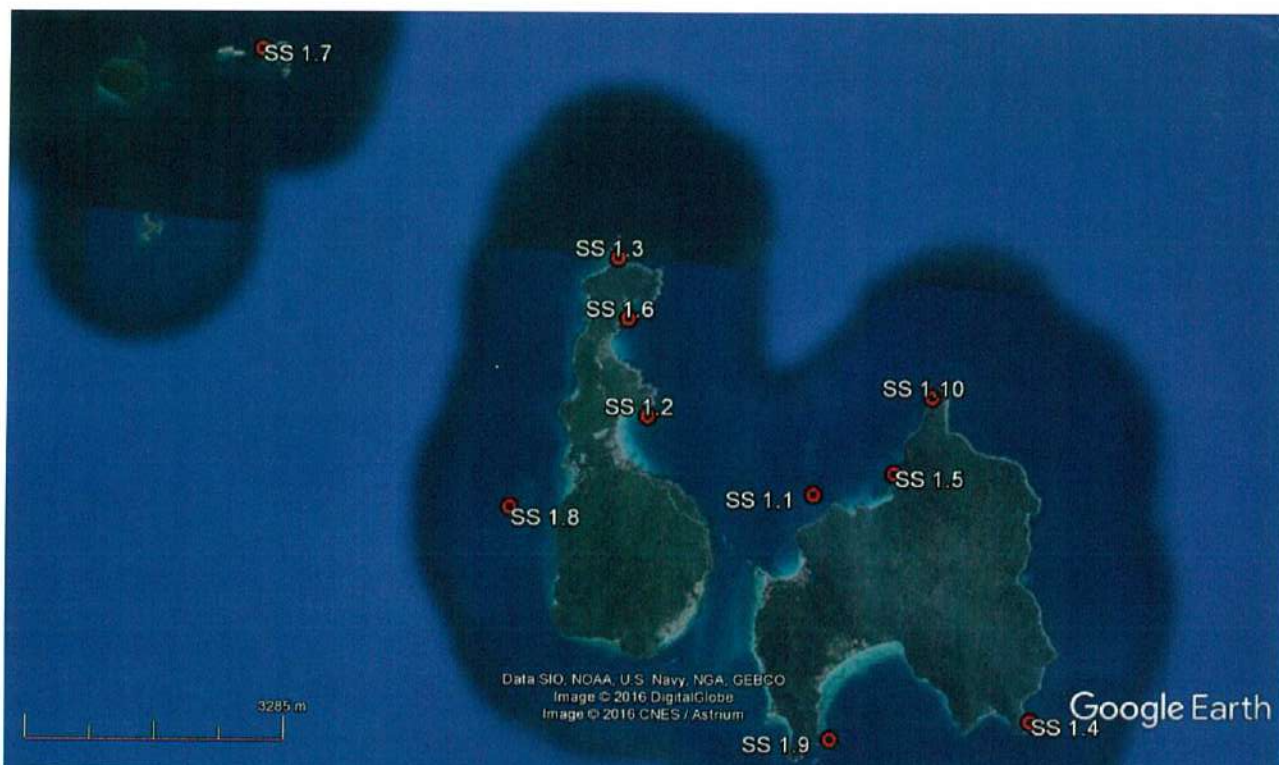 SS 1.7
SS 1.3
SS 1.6
SS 1.10
SS 1.2
SS 1.5
SS 1.1
SS 1.8
Data SIO, NOAA, U.S. Navy, NGA, GEBCO
Image © 2016 DigitalGlobe
Image © 2016 CNES / Astrium
3285 m
Google Earth
SS 1.4
SS 1.9